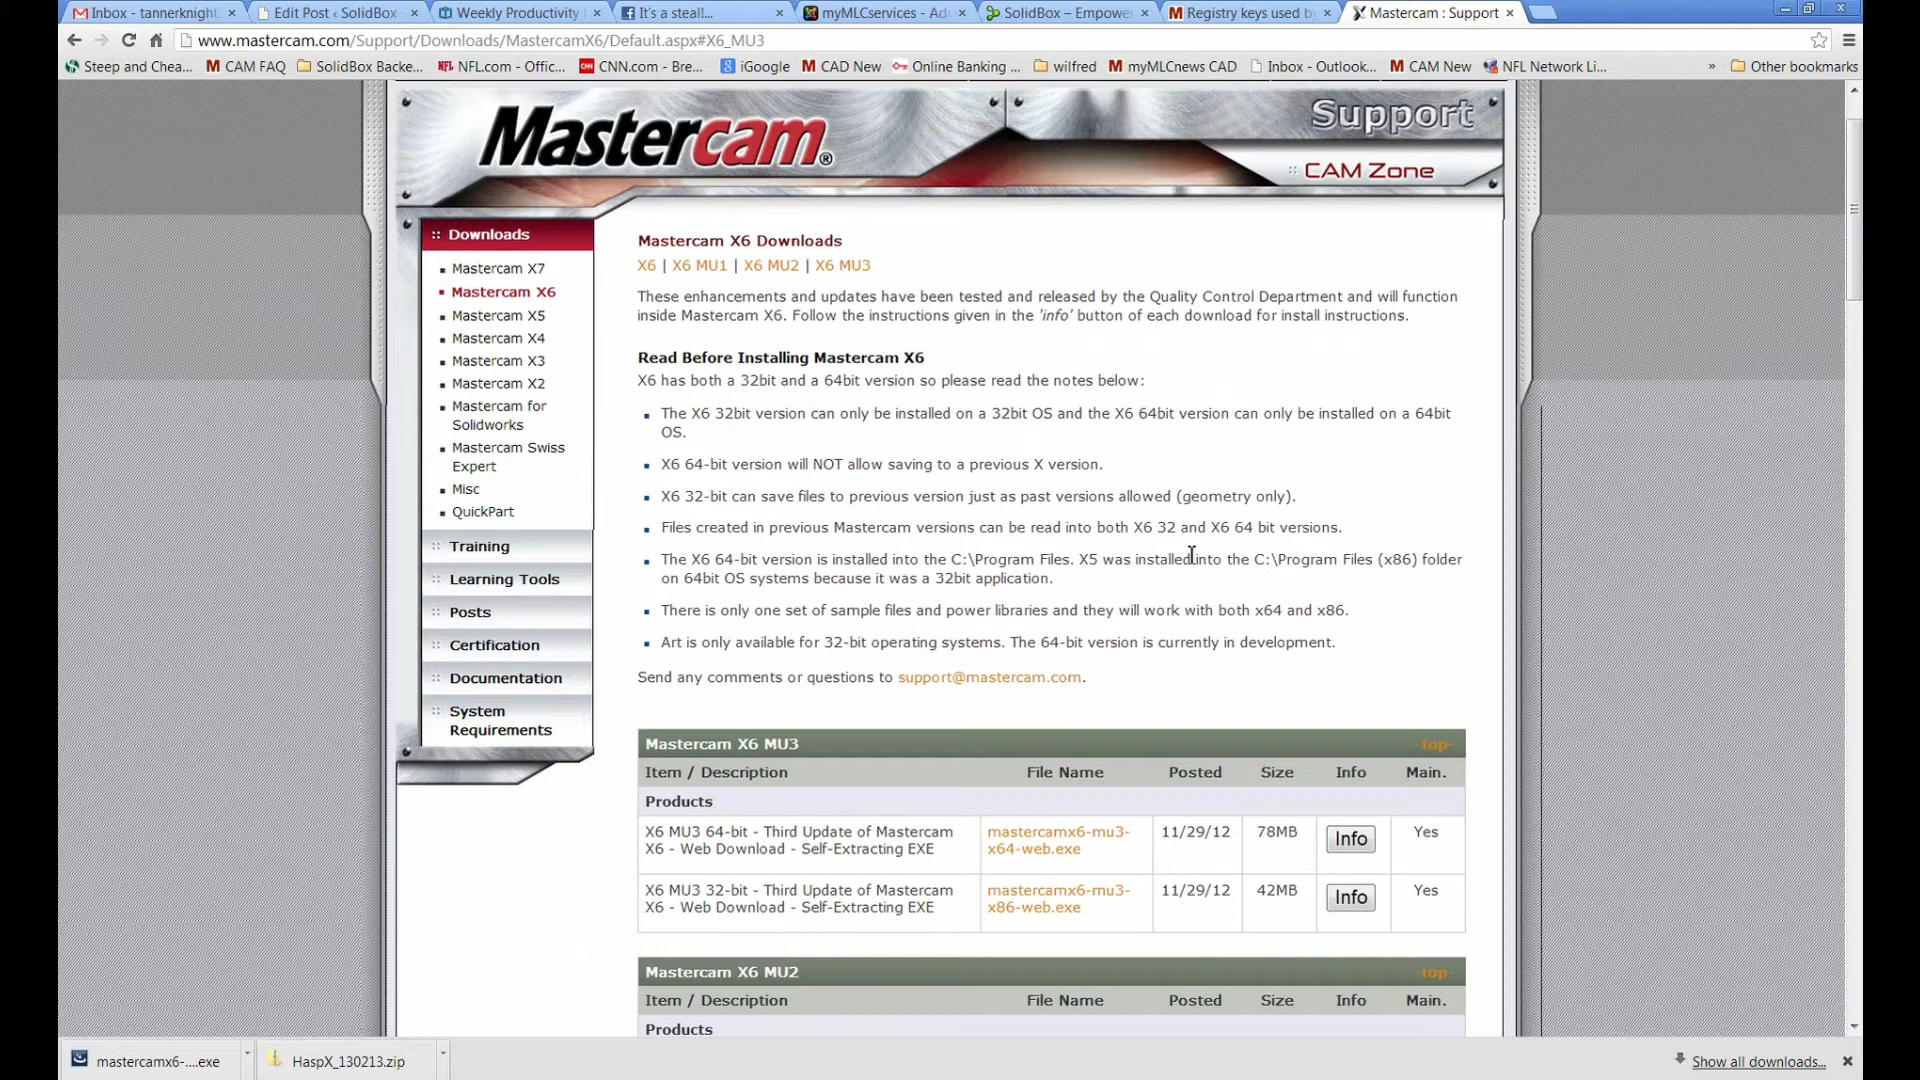 Inbox - tannerknight.
Edit Post ‹ SolidBox
Weekly Productivity
It's a steal!...
myMLCservices - Ad
SolidBox – Empower
Registry keys used by
Mastercam : Support
www.mastercam.com/Support/Downloads/MastercamX6/Default.aspx#X6_MU3
Steep and Chea...
CAM FAQ
SolidBox Backe...
NFL.com - Offic...
CNN.com - Bre...
iGoogle
CAD New
Online Banking ...
wilfred
myMLCnews CAD
Inbox - Outlook...
CAM New
NFL Network Li...
»
Other bookmarks
Mastercam®
Support
:: CAM Zone
:: Downloads
Mastercam X7
Mastercam X6
Mastercam X5
Mastercam X4
Mastercam X3
Mastercam X2
Mastercam for
Solidworks
Mastercam Swiss
Expert
Misc
QuickPart
:: Training
:: Learning Tools
:: Posts
:: Certification
:: Documentation
:: System
Requirements
Mastercam X6 Downloads
X6 | X6 MU1 | X6 MU2 | X6 MU3
These enhancements and updates have been tested and released by the Quality Control Department and will function
inside Mastercam X6. Follow the instructions given in the 'info' button of each download for install instructions.
Read Before Installing Mastercam X6
X6 has both a 32bit and a 64bit version so please read the notes below:
The X6 32bit version can only be installed on a 32bit OS and the X6 64bit version can only be installed on a 64bit
OS.
X6 64-bit version will NOT allow saving to a previous X version.
X6 32-bit can save files to previous version just as past versions allowed (geometry only).
Files created in previous Mastercam versions can be read into both X6 32 and X6 64 bit versions.
The X6 64-bit version is installed into the C:\Program Files. X5 was installed into the C:\Program Files (x86) folder
on 64bit OS systems because it was a 32bit application.
There is only one set of sample files and power libraries and they will work with both x64 and x86.
Art is only available for 32-bit operating systems. The 64-bit version is currently in development.
Send any comments or questions to support@mastercam.com.
Mastercam X6 MU3 -top-
Item / Description File Name Posted Size Info Main.
Products
X6 MU3 64-bit - Third Update of Mastercam mastercamx6-mu3- 11/29/12 78MB Info Yes
X6 - Web Download - Self-Extracting EXE x64-web.exe
X6 MU3 32-bit - Third Update of Mastercam mastercamx6-mu3- 11/29/12 42MB Info Yes
X6 - Web Download - Self-Extracting EXE x86-web.exe
Mastercam X6 MU2 -top-
Item / Description File Name Posted Size Info Main.
Products
mastercamx6-....exe
HaspX_130213.zip
Show all downloads...